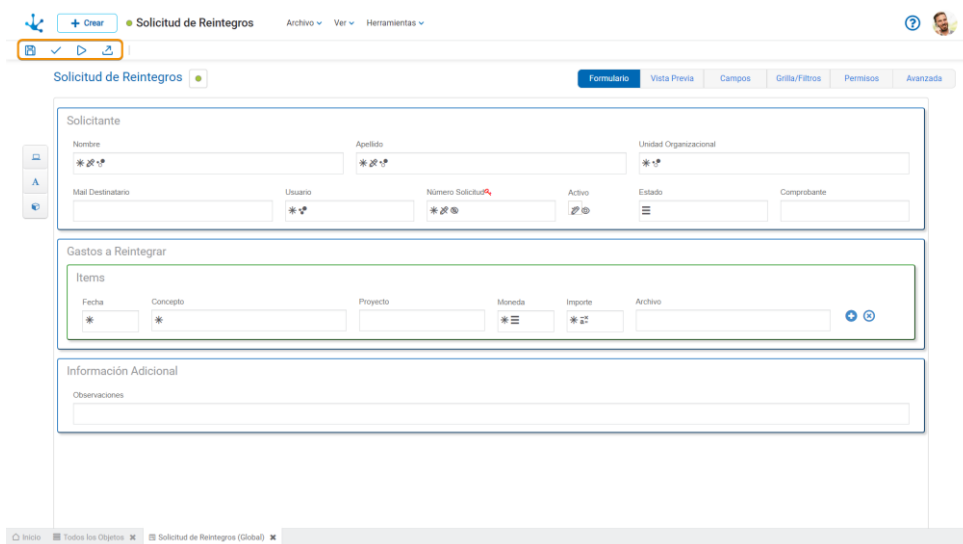 Crear
Solicitud de Reintegros
Archivo Ver Herramientas
Solicitud de Reintegros
Formulario Vista Previa Campos Grilla/Filtros Permisos Avanzada
Solicitante
Nombre Apellido Unidad Organizacional
Mail Destinatario Usuario Número Solicitud Activo Estado Comprobante
A
Gastos a Reintegrar
Items
Fecha Concepto Proyecto Moneda Importe Archivo
Información Adicional
Observaciones
Inicio Todos los Objetos Solicitud de Reintegros (Global)